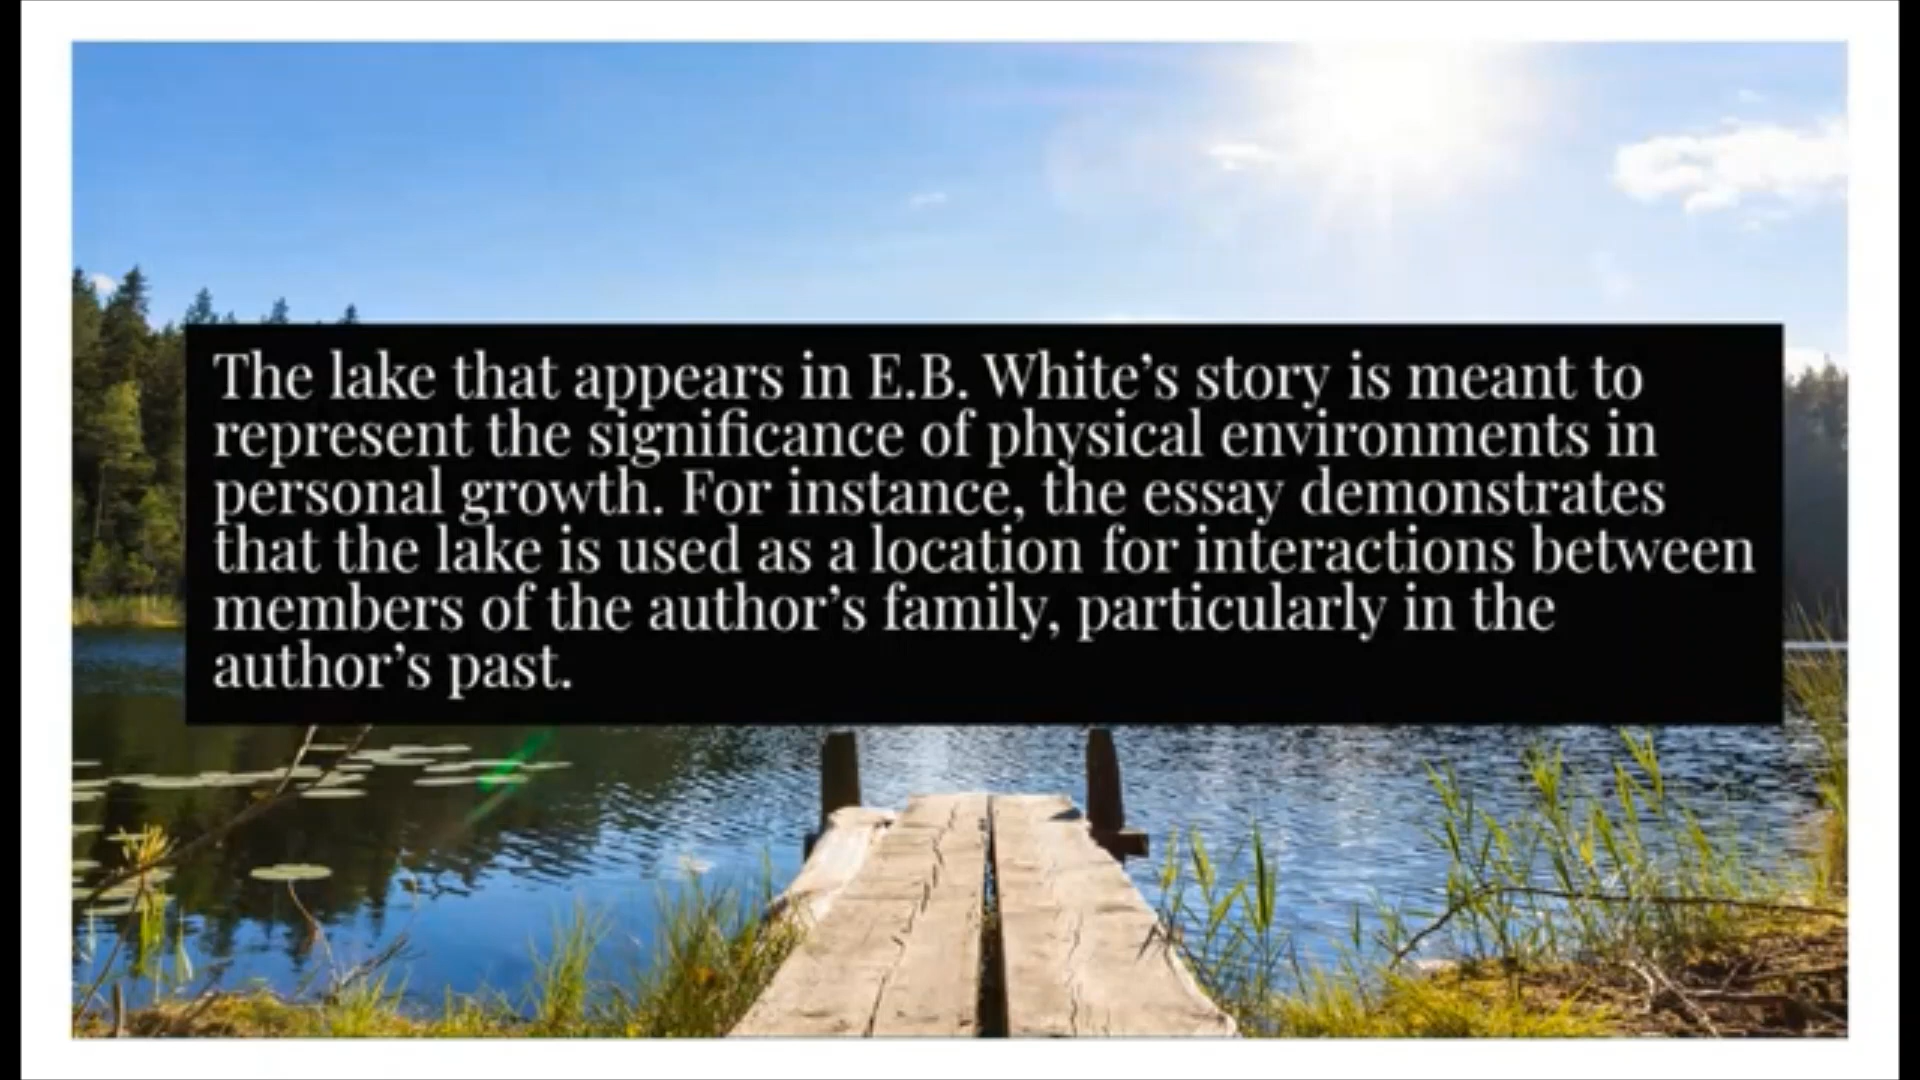 The lake that appears in E.B. White’s story is meant to
represent the significance of physical environments in
personal growth. For instance, the essay demonstrates
that the lake is used as a location for interactions between
members of the author’s family, particularly in the
author’s past.